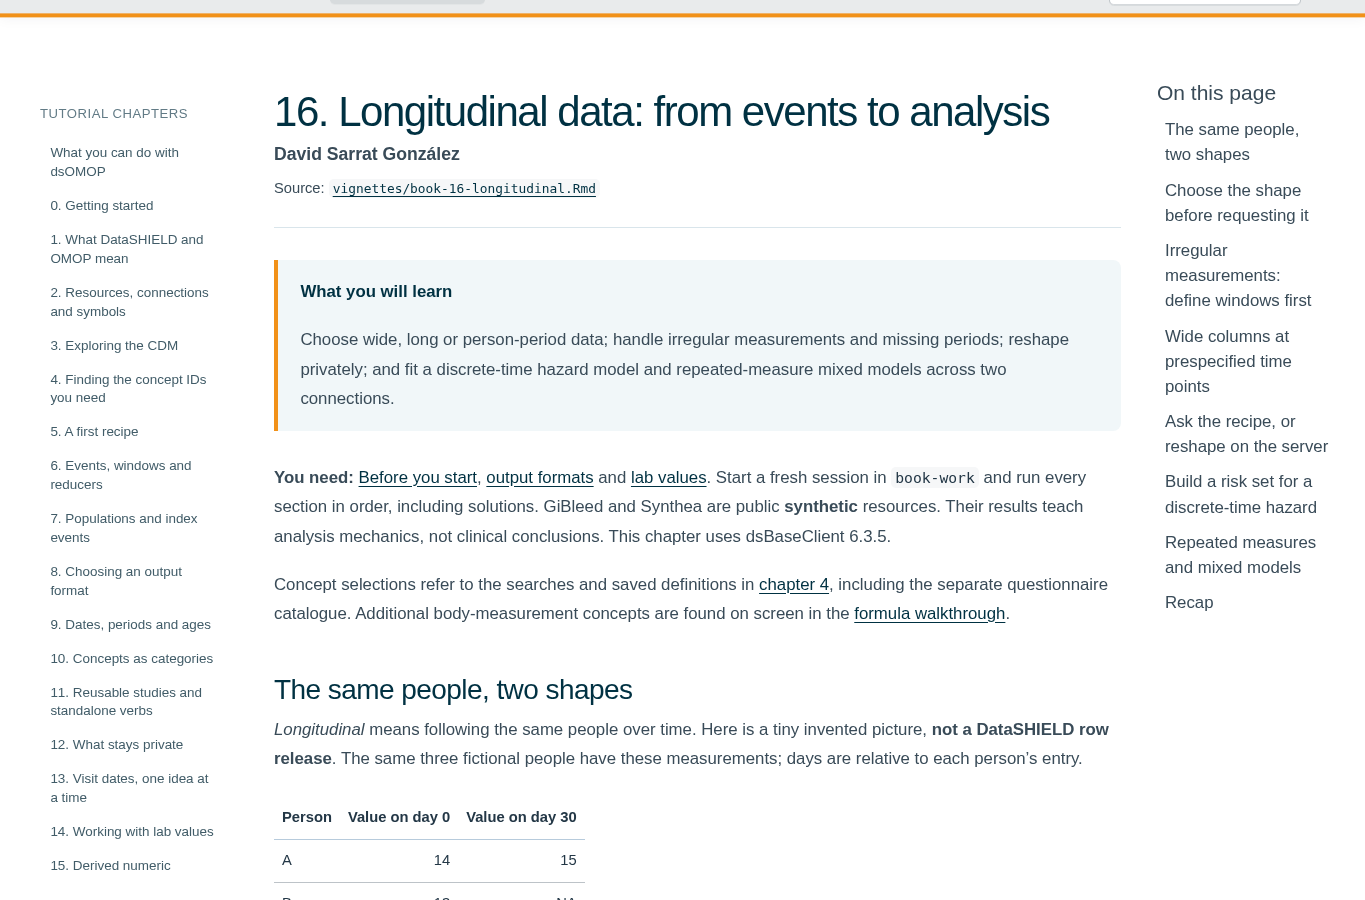 TUTORIAL CHAPTERS
What you can do with
dsOMOP
0. Getting started
1. What DataSHIELD and
OMOP mean
2. Resources, connections
and symbols
3. Exploring the CDM
4. Finding the concept IDs
you need
5. A first recipe
6. Events, windows and
reducers
7. Populations and index
events
8. Choosing an output
format
9. Dates, periods and ages
10. Concepts as categories
11. Reusable studies and
standalone verbs
12. What stays private
13. Visit dates, one idea at
a time
14. Working with lab values
15. Derived numeric
16. Longitudinal data: from events to analysis
David Sarrat González
Source: vignettes/book-16-longitudinal.Rmd
What you will learn
Choose wide, long or person-period data; handle irregular measurements and missing periods; reshape
privately; and fit a discrete-time hazard model and repeated-measure mixed models across two
connections.
You need: Before you start, output formats and lab values. Start a fresh session in book-work and run every
section in order, including solutions. GiBleed and Synthea are public synthetic resources. Their results teach
analysis mechanics, not clinical conclusions. This chapter uses dsBaseClient 6.3.5.
Concept selections refer to the searches and saved definitions in chapter 4, including the separate questionnaire
catalogue. Additional body-measurement concepts are found on screen in the formula walkthrough.
The same people, two shapes
Longitudinal means following the same people over time. Here is a tiny invented picture, not a DataSHIELD row
release. The same three fictional people have these measurements; days are relative to each person’s entry.
Person Value on day 0 Value on day 30
A 14 15
On this page
The same people,
two shapes
Choose the shape
before requesting it
Irregular
measurements:
define windows first
Wide columns at
prespecified time
points
Ask the recipe, or
reshape on the server
Build a risk set for a
discrete-time hazard
Repeated measures
and mixed models
Recap